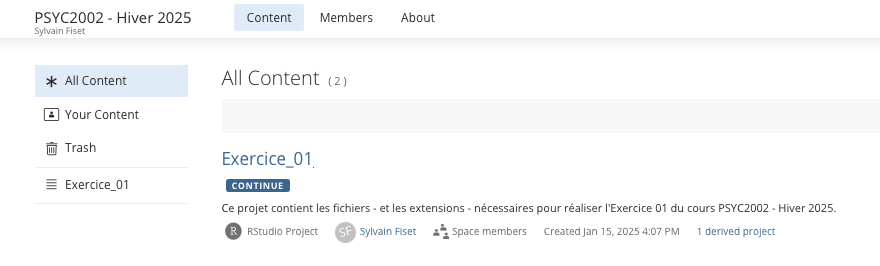 PSYC2002 - Hiver 2025
Sylvain Fiset
Content
Members
About
All Content
Your Content
Trash
Exercice_01
All Content (2)
Exercice_01
CONTINUE
Ce projet contient les fichiers - et les extensions - nécessaires pour réaliser l'Exercice 01 du cours PSYC2002 - Hiver 2025.
R RStudio Project SF Sylvain Fiset Space members Created Jan 15, 2025 4:07 PM 1 derived project